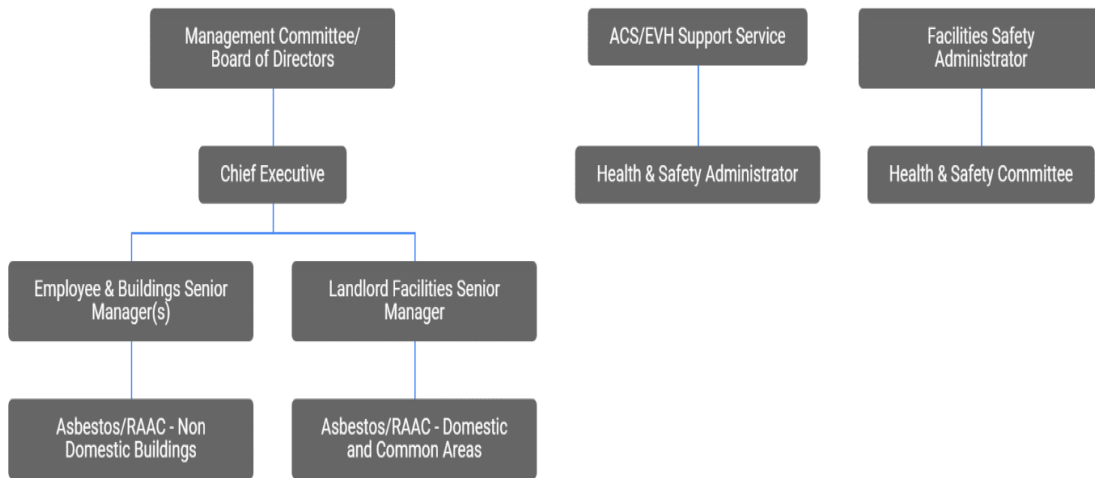 Management Committee/
Board of Directors
ACS/EVH Support Service
Facilities Safety
Administrator
Chief Executive
Health & Safety Administrator
Health & Safety Committee
Employee & Buildings Senior
Manager(s)
Landlord Facilities Senior
Manager
Asbestos/RAAC - Non
Domestic Buildings
Asbestos/RAAC - Domestic
and Common Areas